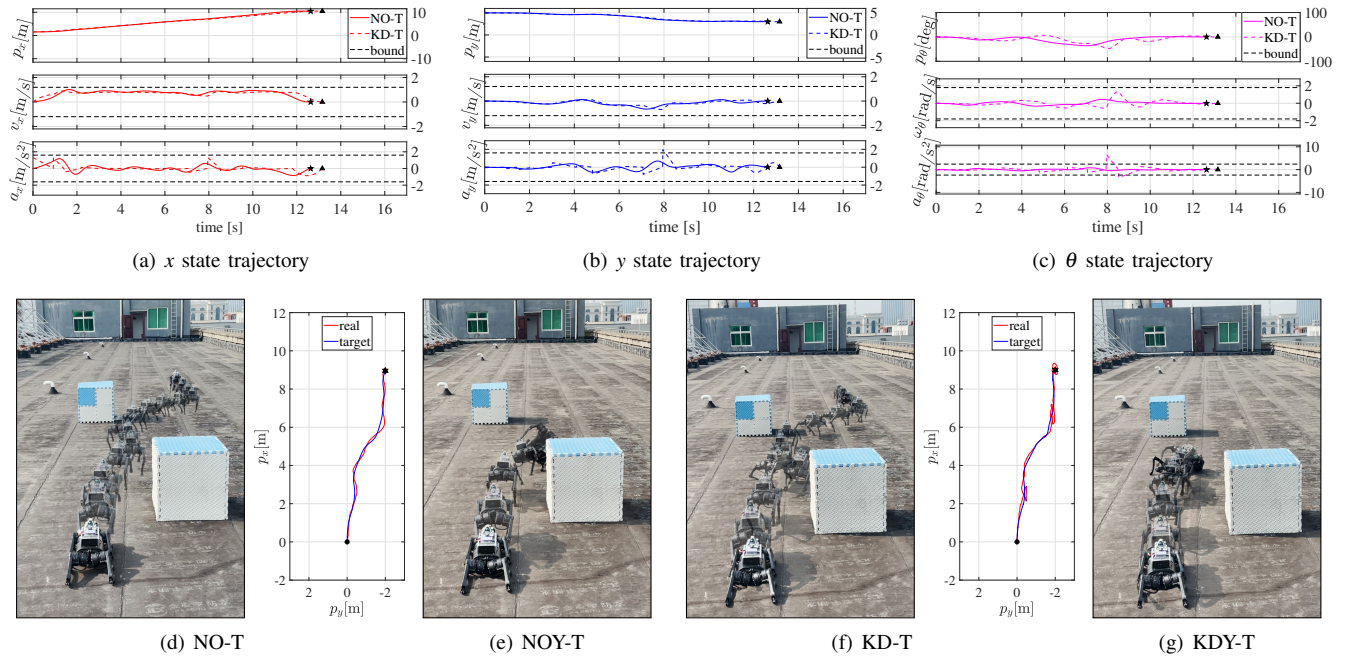 p_x[m]
10
0
-10
NO-T
KD-T
bound
v_x[m/s]
2
0
-2
a_x[m/s²]
2
0
-2
0 2 4 6 8 10 12 14 16
time [s]
(a) x state trajectory
p_y[m]
5
0
-5
NO-T
KD-T
bound
v_y[m/s]
2
0
-2
a_y[m/s²]
2
0
-2
0 2 4 6 8 10 12 14 16
time [s]
(b) y state trajectory
p_θ[deg]
100
0
-100
NO-T
KD-T
bound
ω_θ[rad/s]
2
0
-2
a_θ[rad/s²]
10
0
-10
0 2 4 6 8 10 12 14 16
time [s]
(c) θ state trajectory
real
target
12
10
8
6
4
2
0
-2
p_x[m]
2 0 -2
p_y[m]
real
target
12
10
8
6
4
2
0
-2
p_x[m]
2 0 -2
p_y[m]
(d) NO-T
(e) NOY-T
(f) KD-T
(g) KDY-T